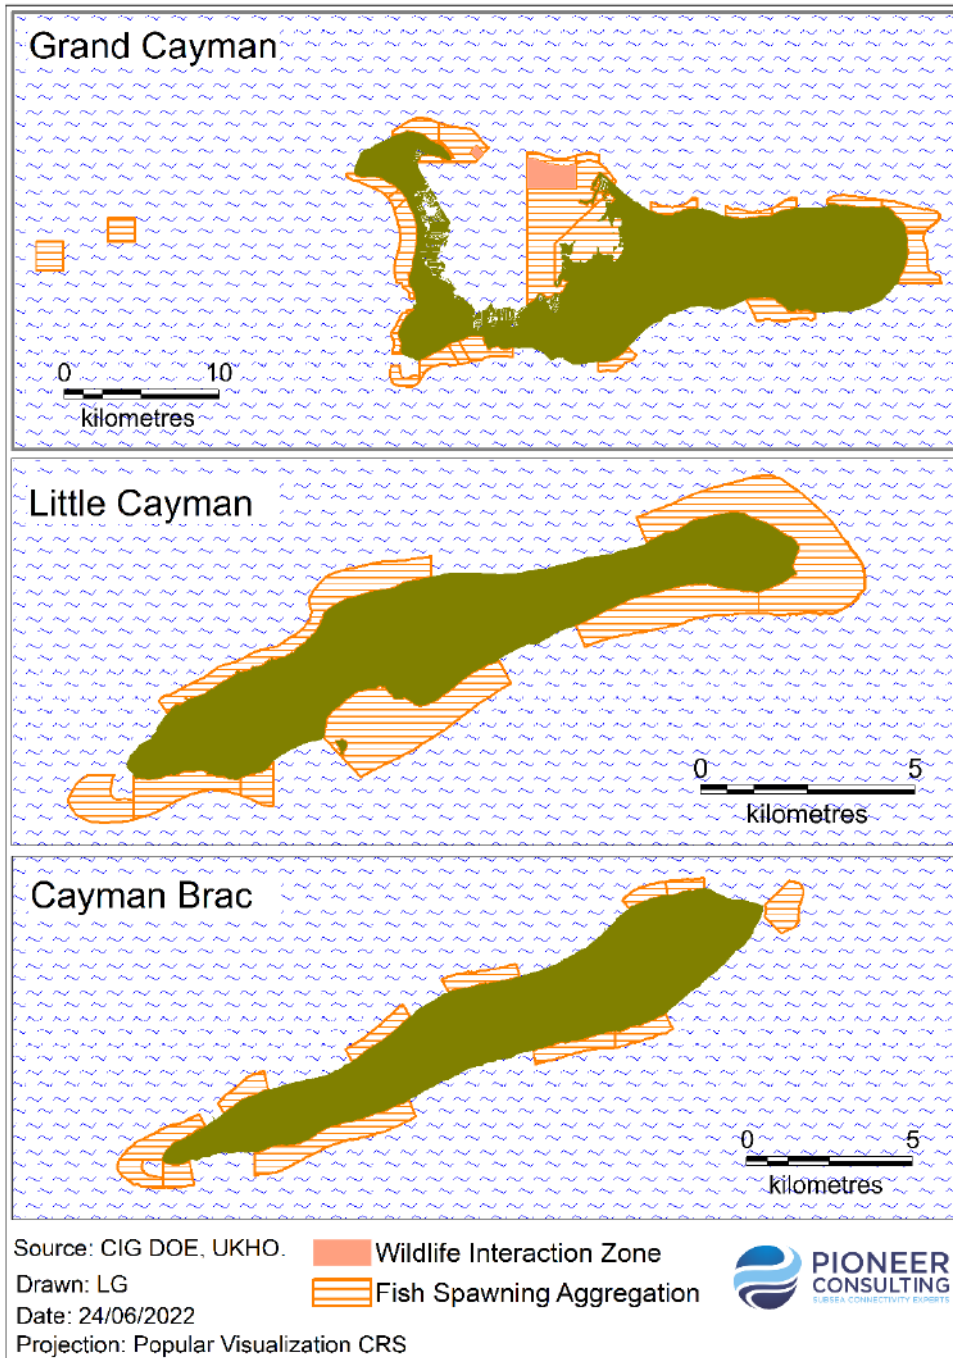 Grand Cayman
0 10
kilometres
Little Cayman
0 5
kilometres
Cayman Brac
0 5
kilometres
Source: CIG DOE, UKHO.
Drawn: LG
Date: 24/06/2022
Projection: Popular Visualization CRS
Wildlife Interaction Zone
Fish Spawning Aggregation
PIONEER
CONSULTING
SUBSEA CONNECTIVITY EXPERTS